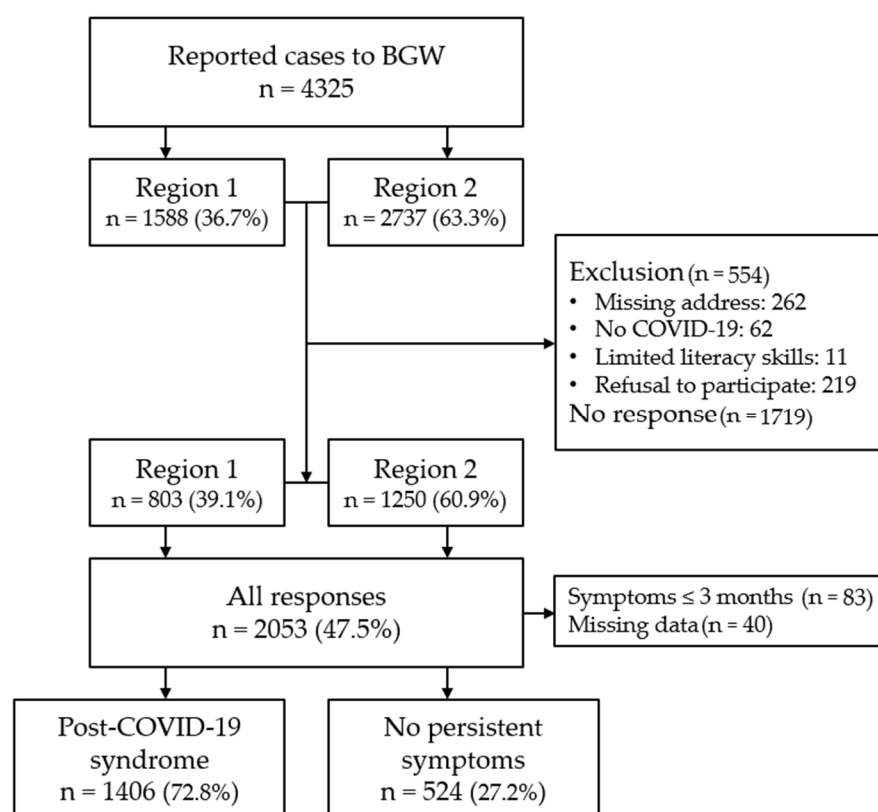 Reported cases to BGW
n = 4325
Region 1
n = 1588 (36.7%)
Region 2
n = 2737 (63.3%)
Exclusion (n = 554)
• Missing address: 262
• No COVID-19: 62
• Limited literacy skills: 11
• Refusal to participate: 219
No response (n = 1719)
Region 1
n = 803 (39.1%)
Region 2
n = 1250 (60.9%)
All responses
n = 2053 (47.5%)
Symptoms ≤ 3 months (n = 83)
Missing data (n = 40)
Post-COVID-19
syndrome
n = 1406 (72.8%)
No persistent
symptoms
n = 524 (27.2%)